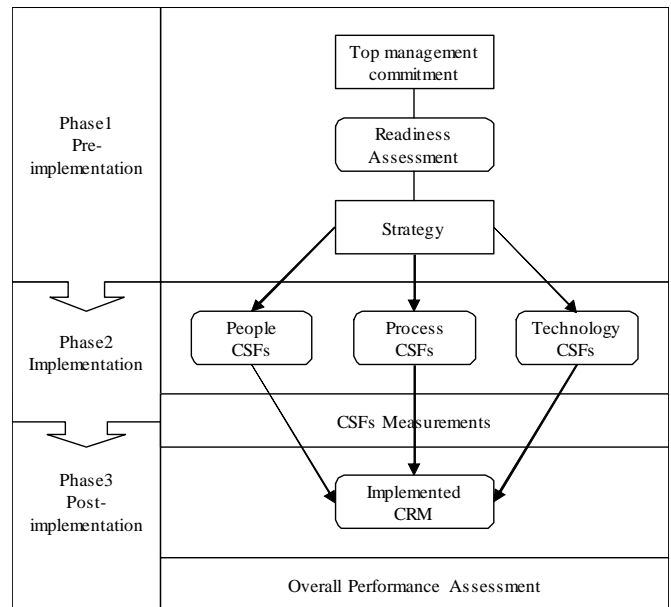 Top management
commitment
Phase1
Pre-
implementation
Readiness
Assessment
Strategy
Phase2
Implementation
People
CSFs
Process
CSFs
Technology
CSFs
CSFs Measurements
Phase3
Post-
implementation
Implemented
CRM
Overall Performance Assessment